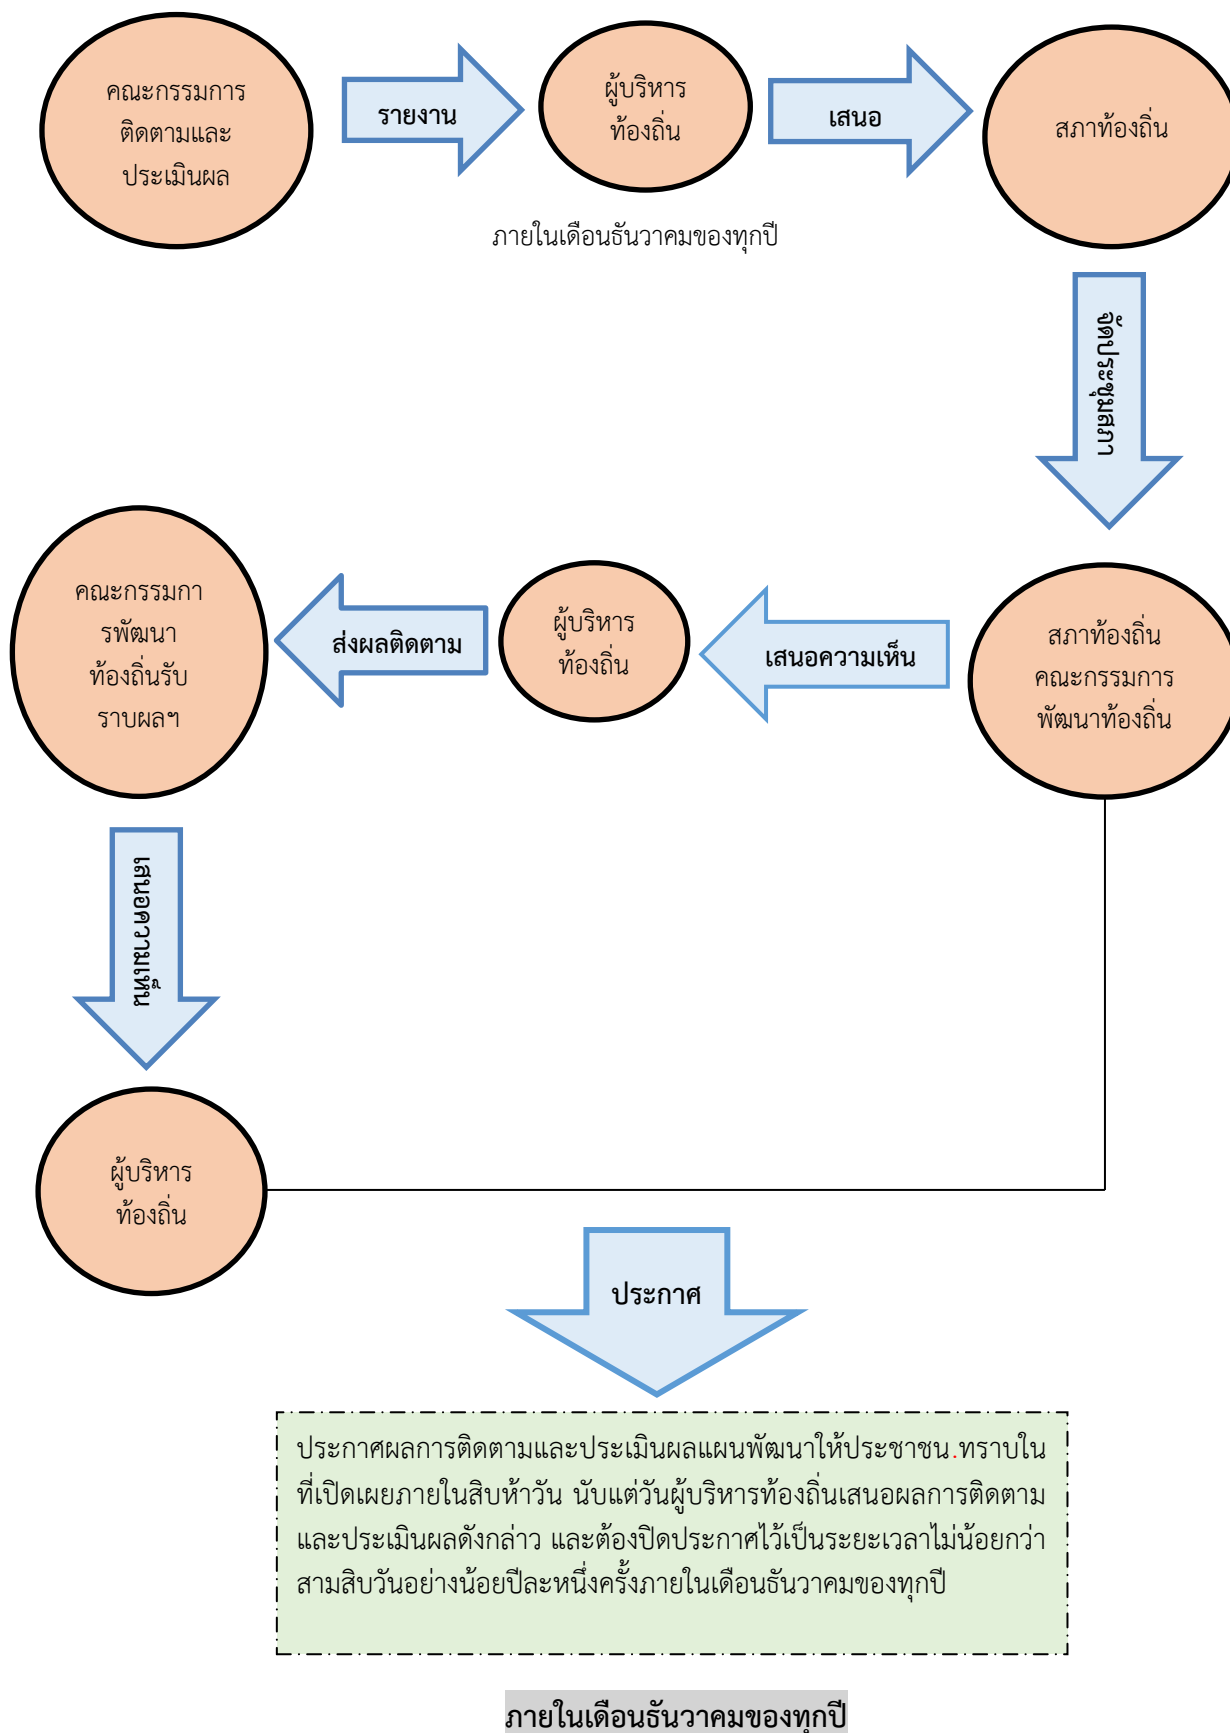 คณะกรรมการ
ติดตามและ
ประเมินผล
รายงาน
ผู้บริหาร
ท้องถิ่น
เสนอ
สภาท้องถิ่น
ภายในเดือนธันวาคมของทุกปี
จัดประชุมสภา
สภาท้องถิ่น
คณะกรรมการ
พัฒนาท้องถิ่น
เสนอความเห็น
ผู้บริหาร
ท้องถิ่น
ส่งผลติดตาม
คณะกรรมกา
รพัฒนา
ท้องถิ่นรับ
ราบผลฯ
เสนอความเห็น
ผู้บริหาร
ท้องถิ่น
ประกาศ
ประกาศผลการติดตามและประเมินผลแผนพัฒนาให้ประชาชน.ทราบใน
ที่เปิดเผยภายในสิบห้าวัน นับแต่วันผู้บริหารท้องถิ่นเสนอผลการติดตาม
และประเมินผลดังกล่าว และต้องปิดประกาศไว้เป็นระยะเวลาไม่น้อยกว่า
สามสิบวันอย่างน้อยปีละหนึ่งครั้งภายในเดือนธันวาคมของทุกปี
ภายในเดือนธันวาคมของทุกปี